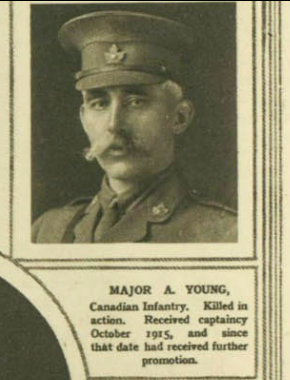 MAJOR A. YOUNG,
Canadian Infantry. Killed in
action. Received captaincy
October 1915, and since
that date had received further
promotion.